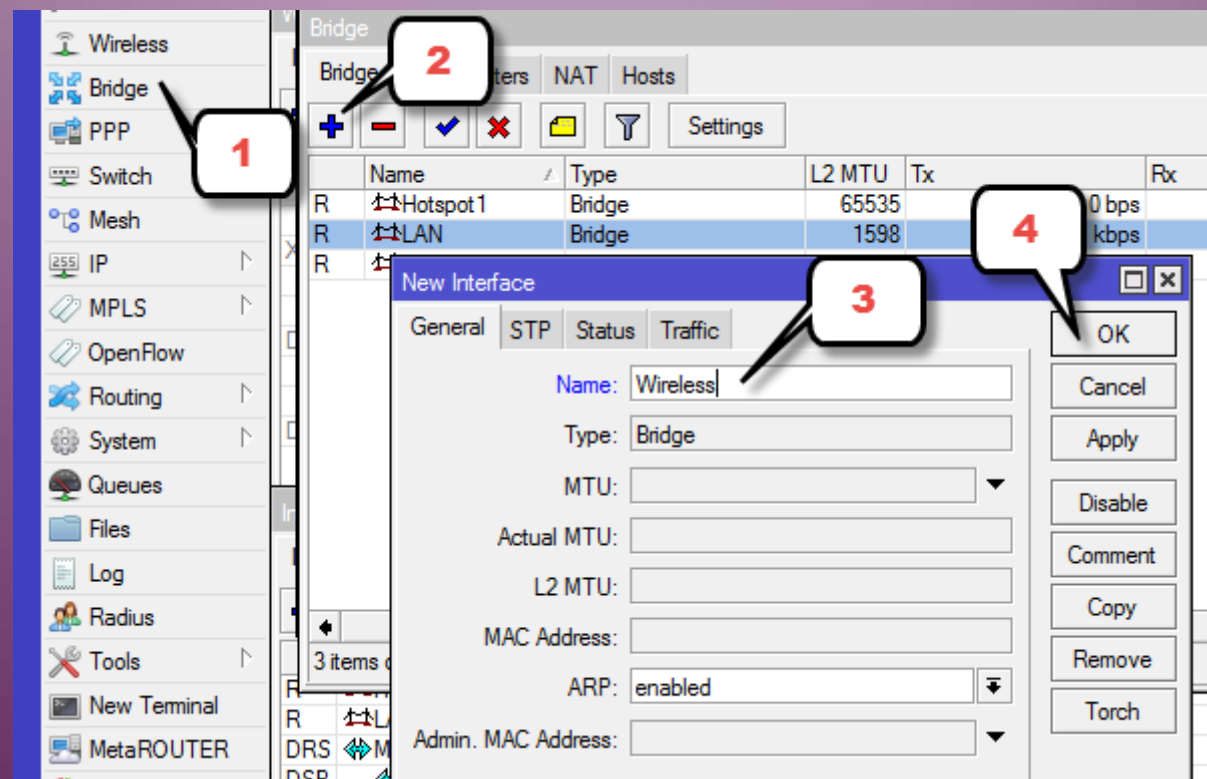 Wireless
Bridge
PPP
Switch
Mesh
255 IP
MPLS
OpenFlow
Routing
System
Queues
Files
Log
Radius
Tools
New Terminal
MetaROUTER
1
2
3
4
Bridge
Bridge NAT Hosts
Settings
Name Type L2 MTU Tx Rx
R Hotspot1 Bridge 65535 0 bps
R LAN Bridge 1598 kbps
R
New Interface
General STP Status Traffic
Name: Wireless
Type: Bridge
MTU:
Actual MTU:
L2 MTU:
MAC Address:
ARP: enabled
Admin. MAC Address:
OK
Cancel
Apply
Disable
Comment
Copy
Remove
Torch
3 items
R
R
DRS